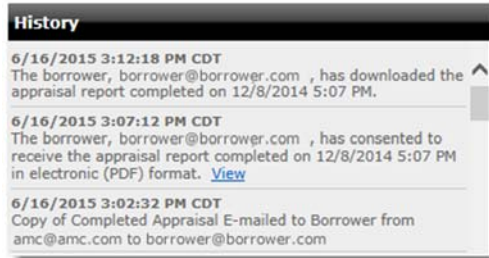 History
6/16/2015 3:12:18 PM CDT
The borrower, borrower@borrower.com , has downloaded the
appraisal report completed on 12/8/2014 5:07 PM.
6/16/2015 3:07:12 PM CDT
The borrower, borrower@borrower.com , has consented to
receive the appraisal report completed on 12/8/2014 5:07 PM
in electronic (PDF) format. View
6/16/2015 3:02:32 PM CDT
Copy of Completed Appraisal E-mailed to Borrower from
amc@amc.com to borrower@borrower.com